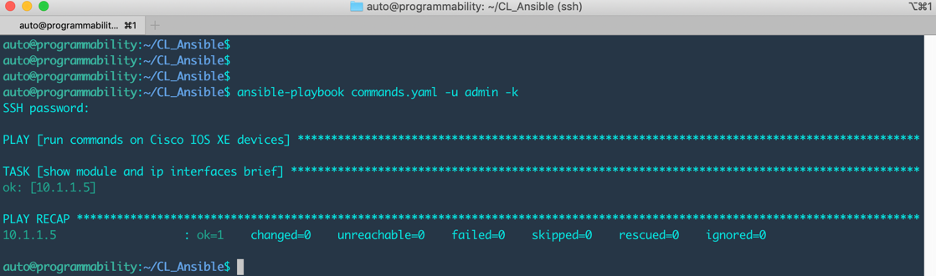 auto@programmability: ~/CL_Ansible (ssh)
⌥⌘1
auto@programmabilit... ⌘1
+
auto@programmability:~/CL_Ansible$
auto@programmability:~/CL_Ansible$
auto@programmability:~/CL_Ansible$
auto@programmability:~/CL_Ansible$ ansible-playbook commands.yaml -u admin -k
SSH password:
PLAY [run commands on Cisco IOS XE devices] *********************************************************************************************
TASK [show module and ip interfaces brief] **********************************************************************************************
ok: [10.1.1.5]
PLAY RECAP ******************************************************************************************************************************
10.1.1.5 : ok=1 changed=0 unreachable=0 failed=0 skipped=0 rescued=0 ignored=0
auto@programmability:~/CL_Ansible$